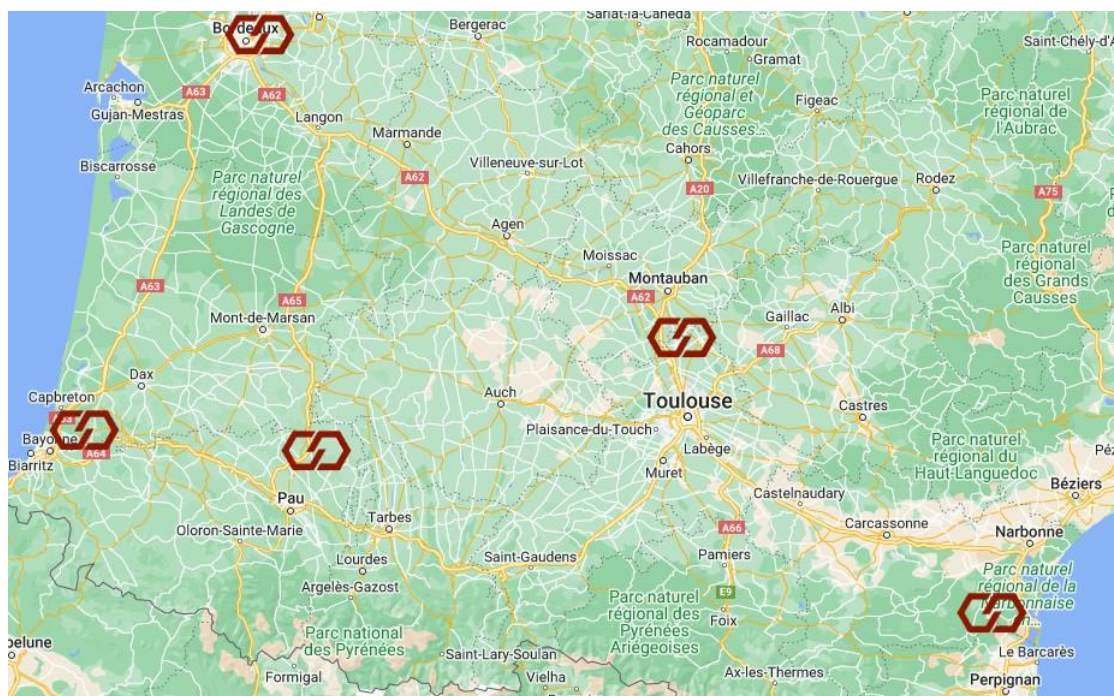 Bergerac
Sarlat-la-Canéda
Rocamadour
Gramat
Parc naturel
régional et
Géoparc
des Causses...
Saint-Chély-d'A
Arcachon
Gujan-Mestras
A63
A62
Langon
Marmande
Figeac
Parc naturel
régional de
l'Aubrac
Cahors
Biscarrosse
Villeneuve-sur-Lot
A62
A20
Villefranche-de-Rouergue
Rodez
A75
Parc naturel
régional des
Landes de
Gascogne
Agen
Moissac
Montauban
Parc naturel
régional
des Grands
Causses
A63
A65
A62
Mont-de-Marsan
Gaillac
Albi
A68
Dax
Capbreton
Auch
Toulouse
Plaisance-du-Touch
Castres
Bayonne
A64
Biarritz
Labège
Muret
Parc naturel
régional du
Haut-Languedoc
Béziers
Pau
Castelnaudary
Oloron-Sainte-Marie
Tarbes
A66
Carcassonne
Narbonne
Lourdes
Saint-Gaudens
Pamiers
Argelès-Gazost
E9
Foix
Parc naturel
régional de la
Parc naturel
régional des
Pyrénées
Ariégeoises
Parc national
des Pyrénées
Saint-Lary-Soulan
Le Barcarès
pelune
Formigal
Vielha
Ax-les-Thermes
Perpignan